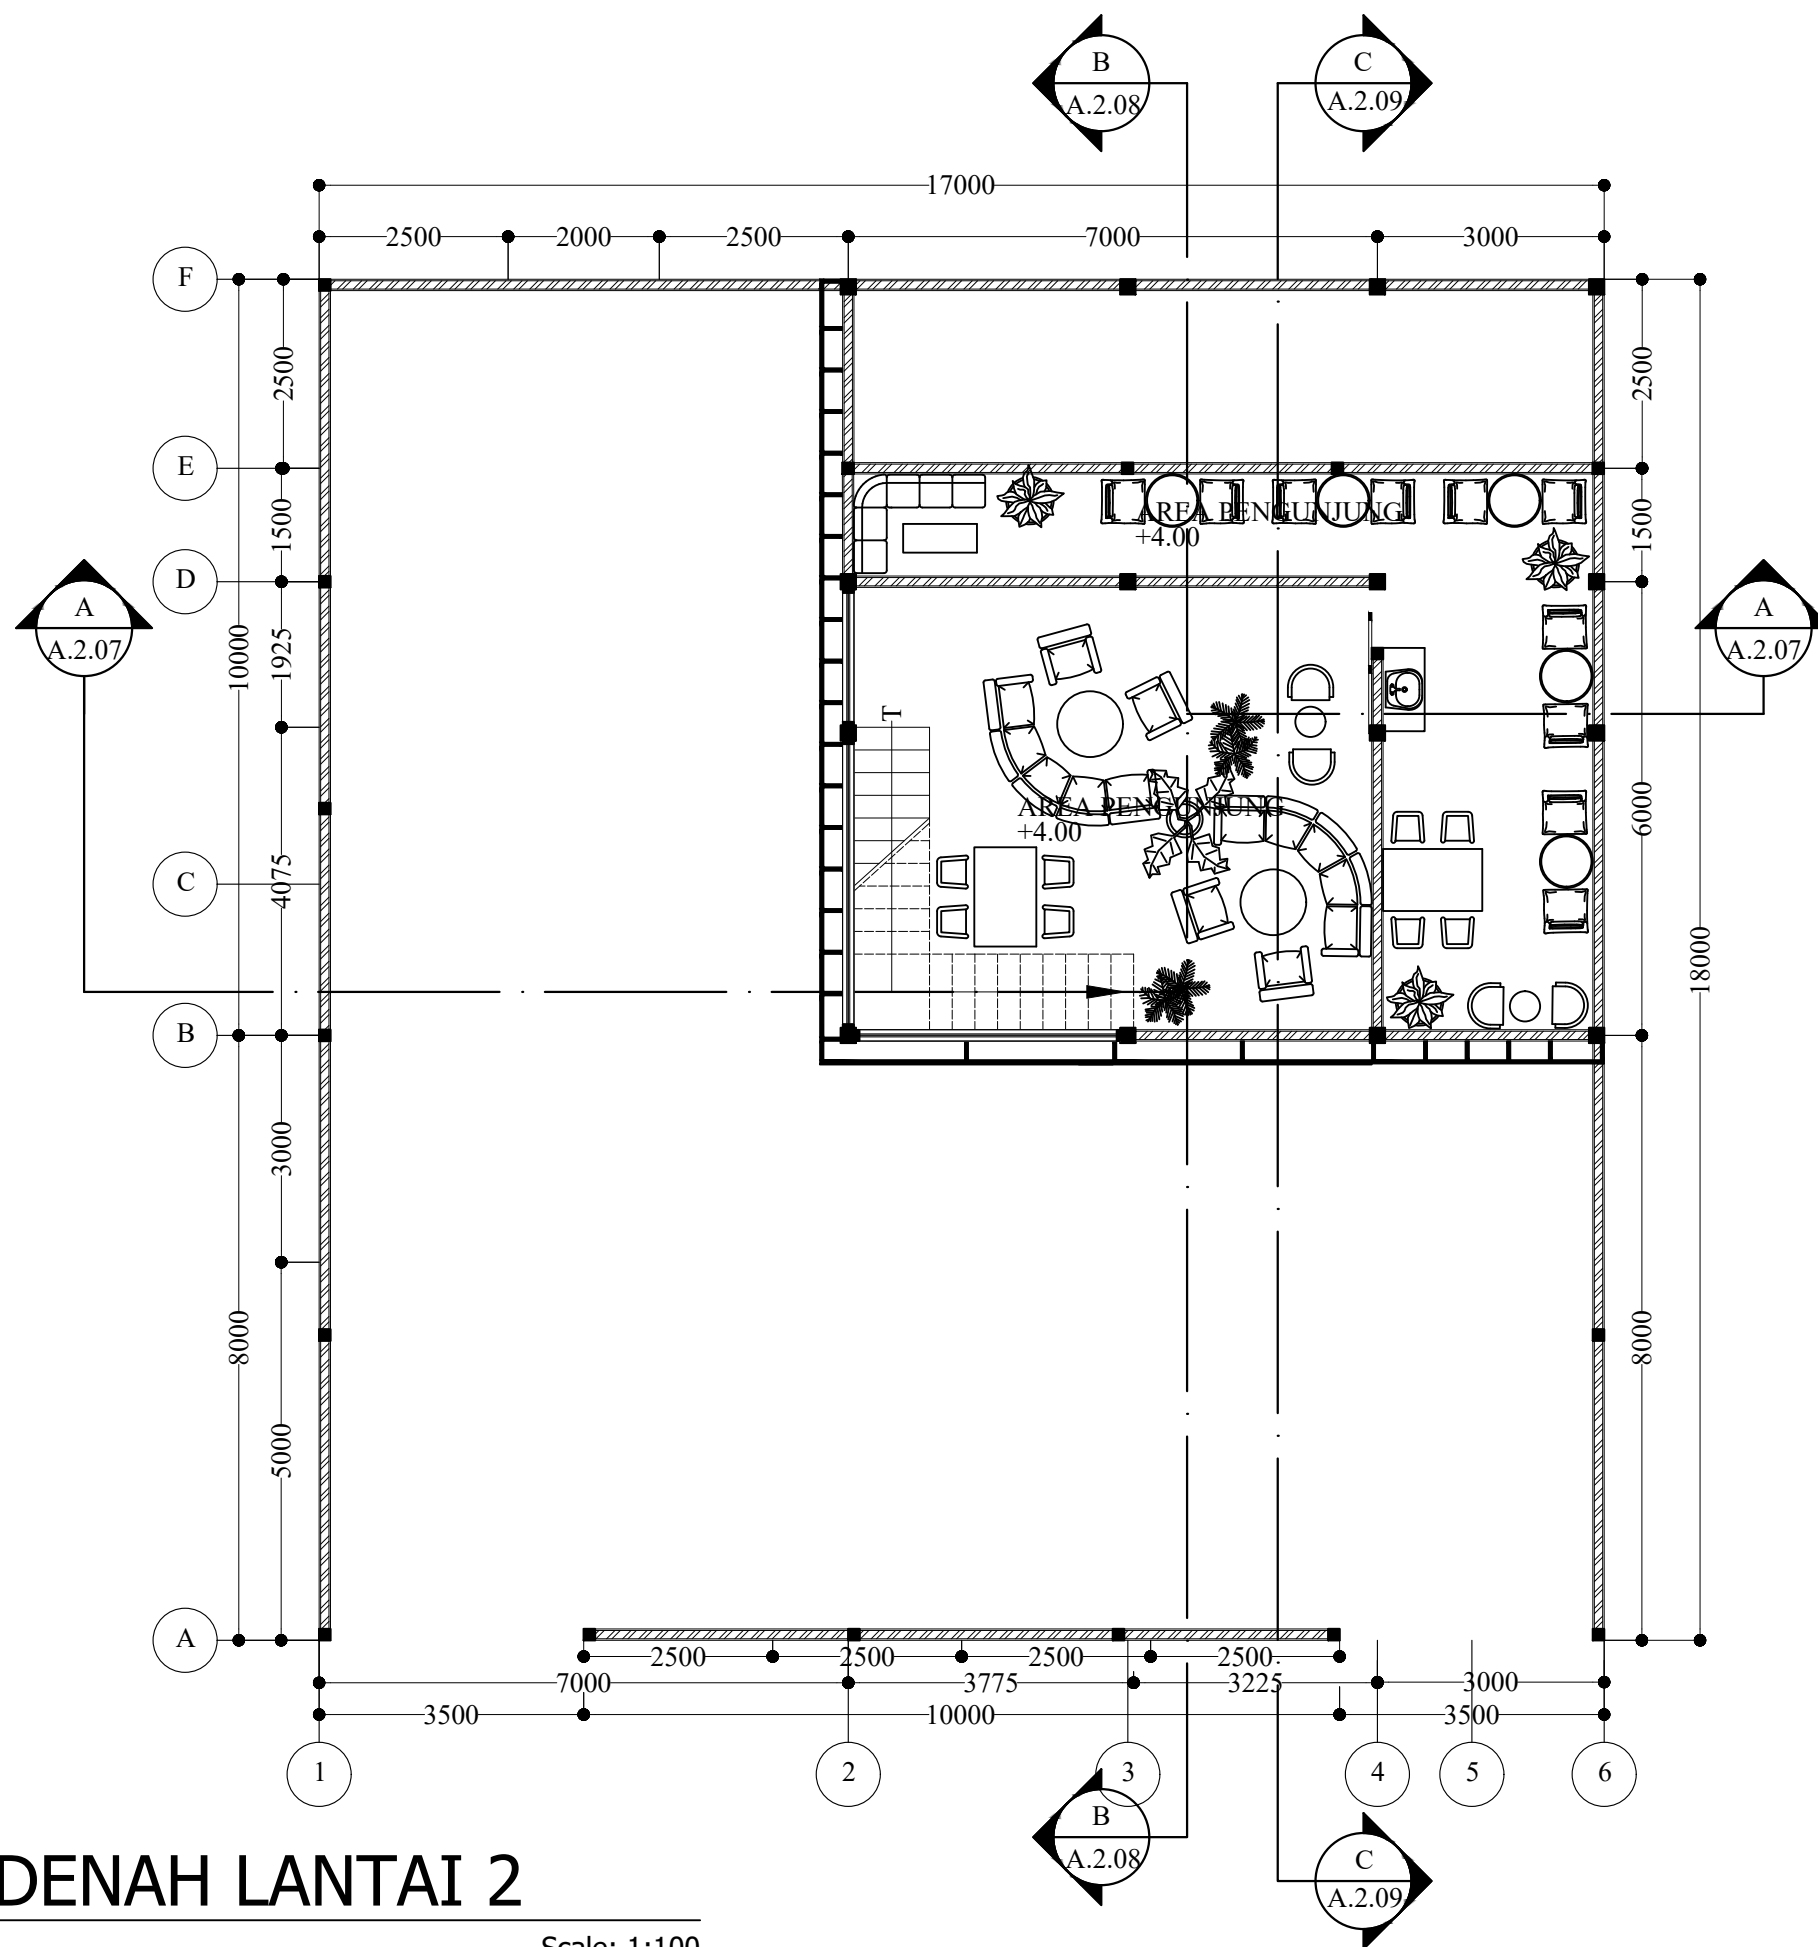 B
A.2.08
C
A.2.09
17000
2500
2000
2500
7000
3000
F
E
D
C
B
A
2500
1500
1925
4075
3000
5000
10000
8000
A
A.2.07
AREA PENGUNJUNG
+4.00
T
AREA PENGUNJUNG
+4.00
2500
1500
6000
8000
18000
A
A.2.07
2500
2500
2500
2500
7000
3775
3225
3000
3500
10000
3500
1
2
3
4
5
6
B
A.2.08
C
A.2.09
DENAH LANTAI 2
Scale: 1:100